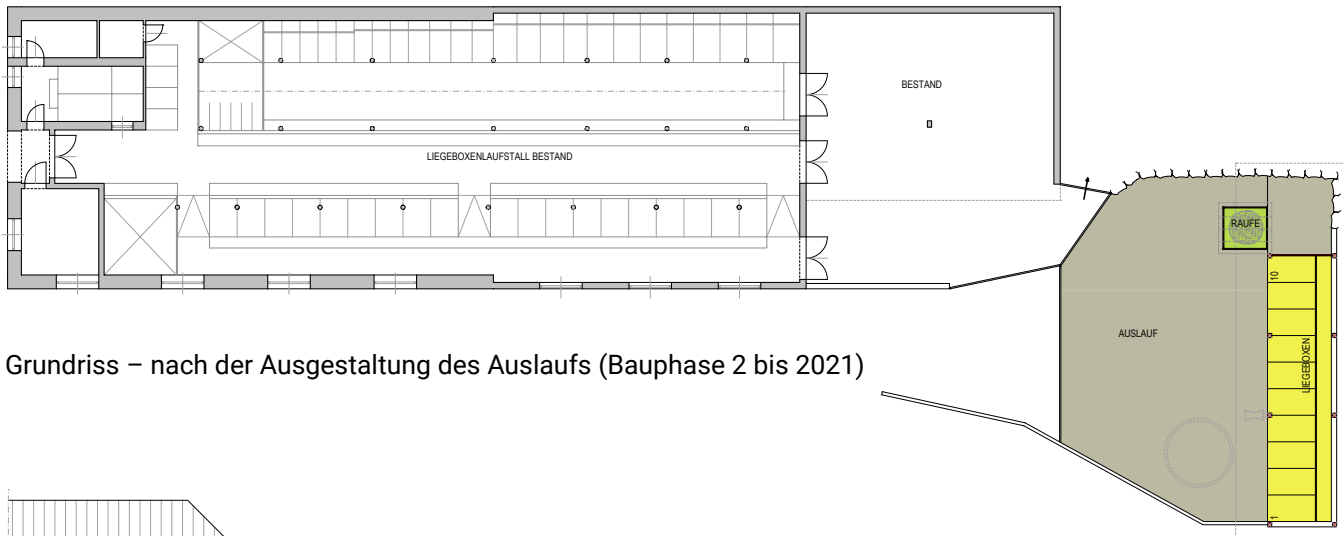 BESTAND
LIEGEBOXENLAUFSTALL BESTAND
RAUFE
10
AUSLAUF
LIEGEBOXEN
1
Grundriss – nach der Ausgestaltung des Auslaufs (Bauphase 2 bis 2021)